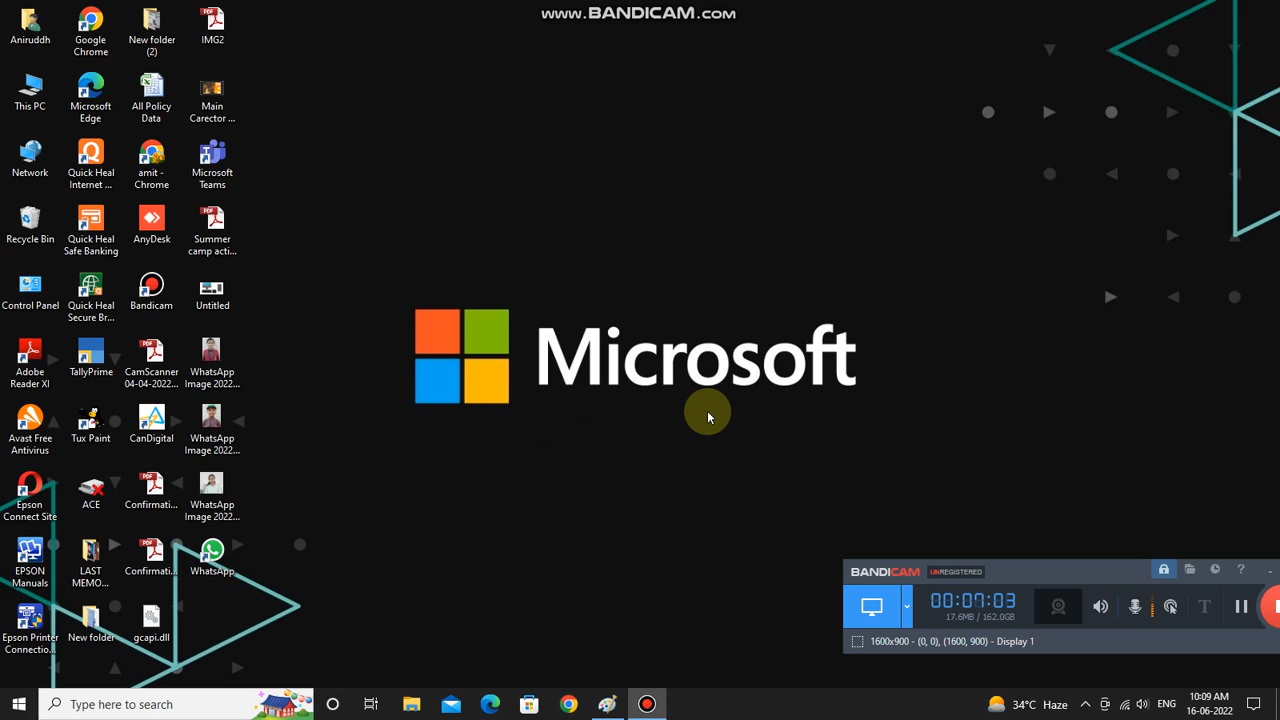 www.BANDICAM.com
Aniruddh
Google
Chrome
New folder
(2)
IMG2
This PC
Microsoft
Edge
All Policy
Data
Main
Carector ...
Network
Quick Heal
Internet ...
amit -
Chrome
Microsoft
Teams
Recycle Bin
Quick Heal
Safe Banking
AnyDesk
Summer
camp acti...
Control Panel
Quick Heal
Secure Br...
Bandicam
Untitled
Adobe
Reader XI
TallyPrime
CamScanner
04-04-2022...
WhatsApp
Image 2022...
Avast Free
Antivirus
Tux Paint
CanDigital
WhatsApp
Image 2022...
Epson
Connect Site
ACE
Confirmati...
WhatsApp
Image 2022...
EPSON
Manuals
LAST
MEMO...
Confirmati...
WhatsApp
Epson Printer
Connectio...
New folder
gcapi.dll
Microsoft
BANDICAM UNREGISTERED
00:07:03
17.6MB / 162.0GB
1600x900 - (0, 0), (1600, 900) - Display 1
Type here to search
34°C Haze
ENG
10:09 AM
16-06-2022